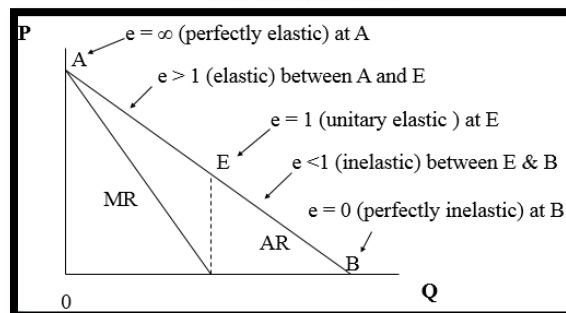 P
e = ∞ (perfectly elastic) at A
A
e > 1 (elastic) between A and E
e = 1 (unitary elastic ) at E
E
e <1 (inelastic) between E & B
MR
e = 0 (perfectly inelastic) at B
AR
B
0
Q